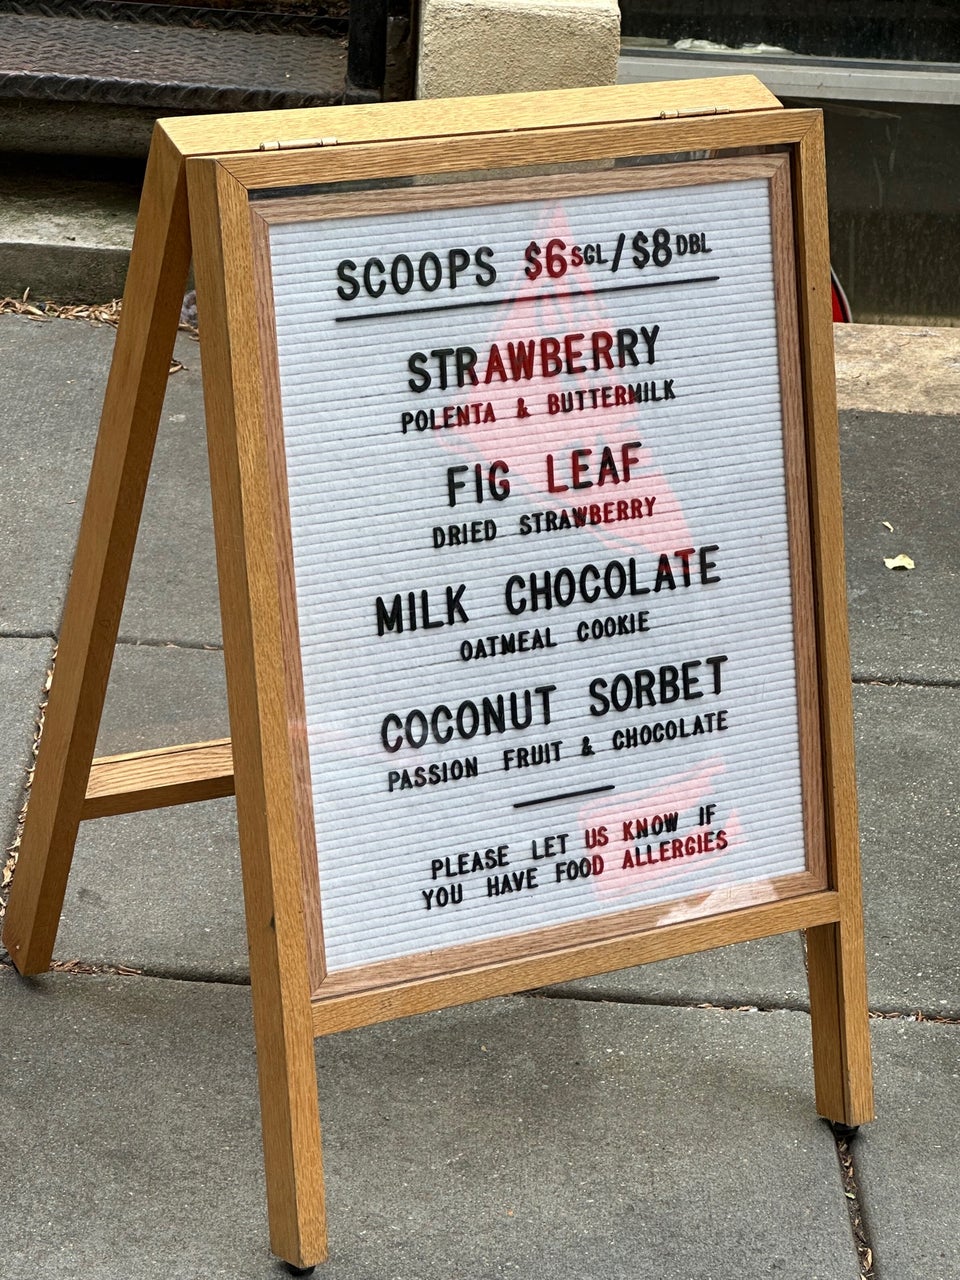 SCOOPS $6SGL/$8DBL
STRAWBERRY
POLENTA & BUTTERMILK
FIG LEAF
DRIED STRAWBERRY
MILK CHOCOLATE
OATMEAL COOKIE
COCONUT SORBET
PASSION FRUIT & CHOCOLATE
PLEASE LET US KNOW IF
YOU HAVE FOOD ALLERGIES